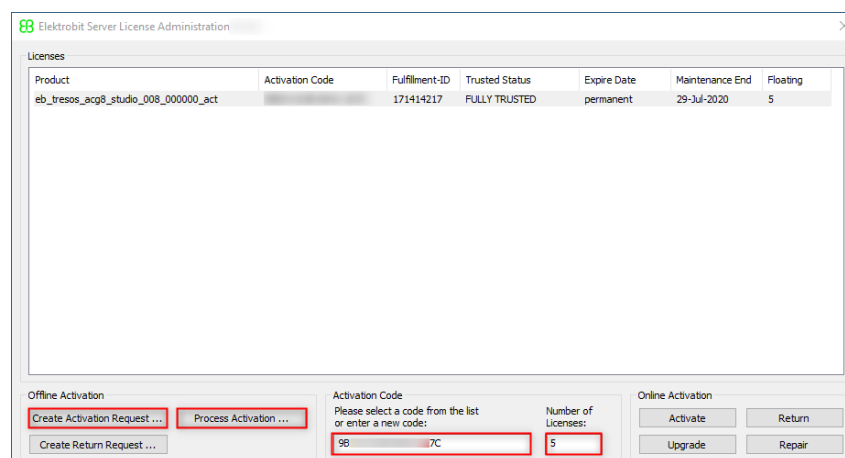 Elektrobit Server License Administration
Licenses
Product Activation Code Fulfillment-ID Trusted Status Expire Date Maintenance End Floating
eb_tresos_acg8_studio_008_000000_act 171414217 FULLY TRUSTED permanent 29-Jul-2020 5
Offline Activation
Create Activation Request ... Process Activation ...
Create Return Request ...
Activation Code
Please select a code from the list
or enter a new code:
Number of
Licenses:
9B 7C 5
Online Activation
Activate Return
Upgrade Repair